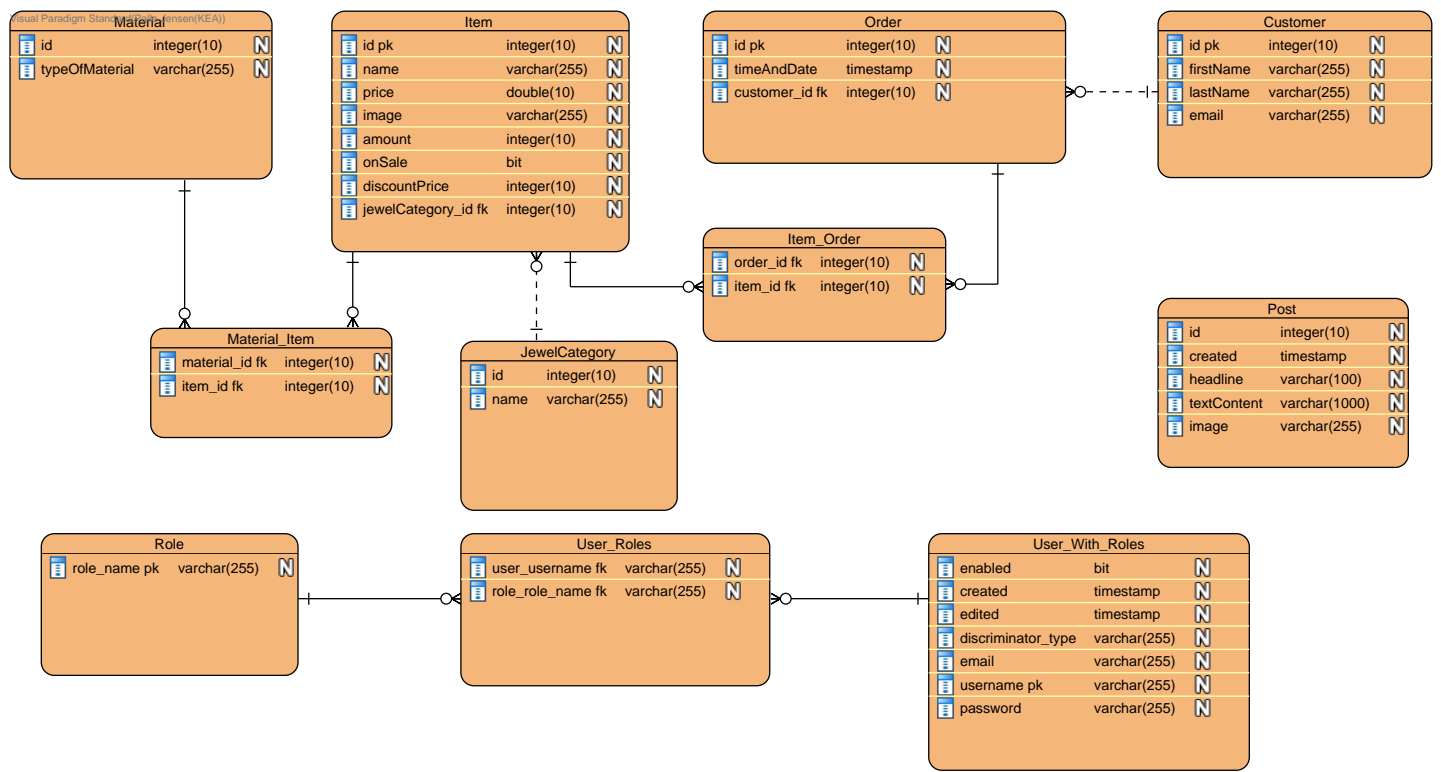 Visual Paradigm Standard(Palle Jensen(KEA))
Material
id integer(10) N
typeOfMaterial varchar(255) N
Item
id pk integer(10) N
name varchar(255) N
price double(10) N
image varchar(255) N
amount integer(10) N
onSale bit N
discountPrice integer(10) N
jewelCategory_id fk integer(10) N
Order
id pk integer(10) N
timeAndDate timestamp N
customer_id fk integer(10) N
Customer
id pk integer(10) N
firstName varchar(255) N
lastName varchar(255) N
email varchar(255) N
Item_Order
order_id fk integer(10) N
item_id fk integer(10) N
Material_Item
material_id fk integer(10) N
item_id fk integer(10) N
JewelCategory
id integer(10) N
name varchar(255) N
Post
id integer(10) N
created timestamp N
headline varchar(100) N
textContent varchar(1000) N
image varchar(255) N
Role
role_name pk varchar(255) N
User_Roles
user_username fk varchar(255) N
role_role_name fk varchar(255) N
User_With_Roles
enabled bit N
created timestamp N
edited timestamp N
discriminator_type varchar(255) N
email varchar(255) N
username pk varchar(255) N
password varchar(255) N